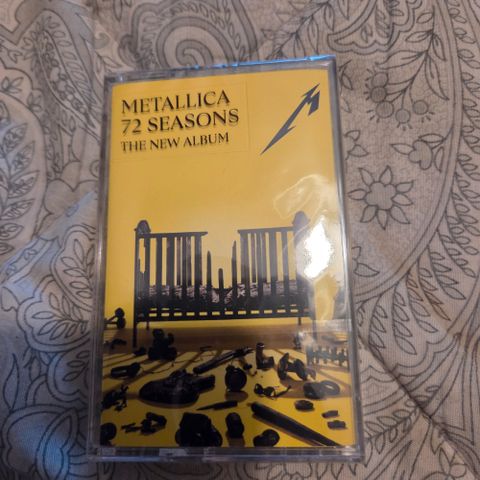 METALLICA
72 SEASONS
THE NEW ALBUM
M